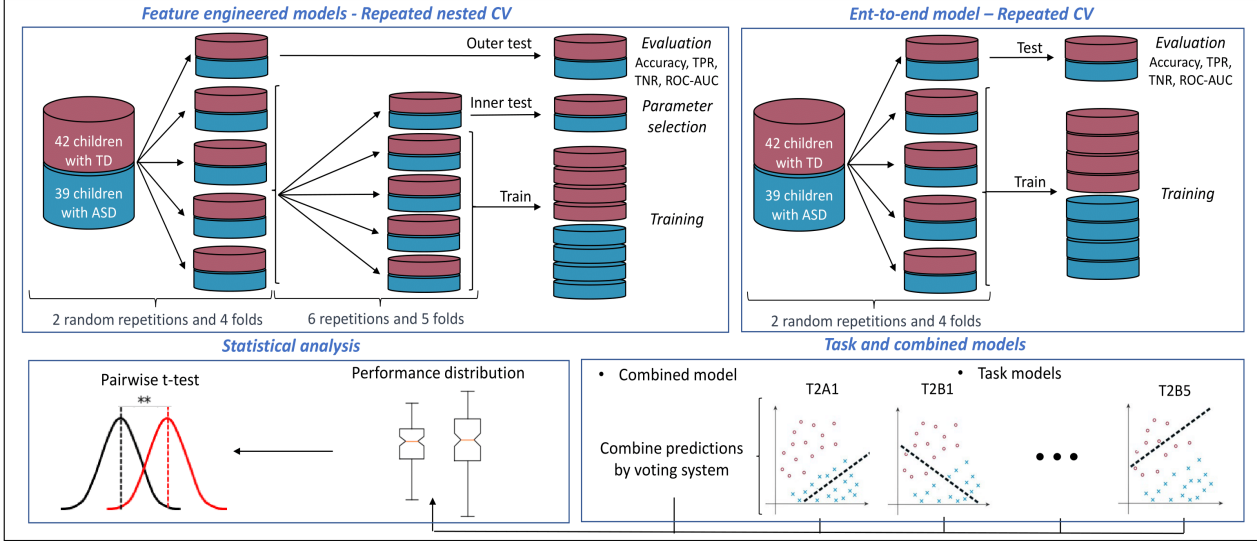 Feature engineered models - Repeated nested CV
Outer test
Evaluation
Accuracy, TPR,
TNR, ROC-AUC
Inner test
Parameter
selection
42 children
with TD
39 children
with ASD
Train
Training
2 random repetitions and 4 folds
6 repetitions and 5 folds
Ent-to-end model – Repeated CV
Test
Evaluation
Accuracy, TPR,
TNR, ROC-AUC
42 children
with TD
39 children
with ASD
Train
Training
2 random repetitions and 4 folds
Statistical analysis
Pairwise t-test
**
Performance distribution
Task and combined models
• Combined model
• Task models
T2A1
T2B1
T2B5
Combine predictions
by voting system